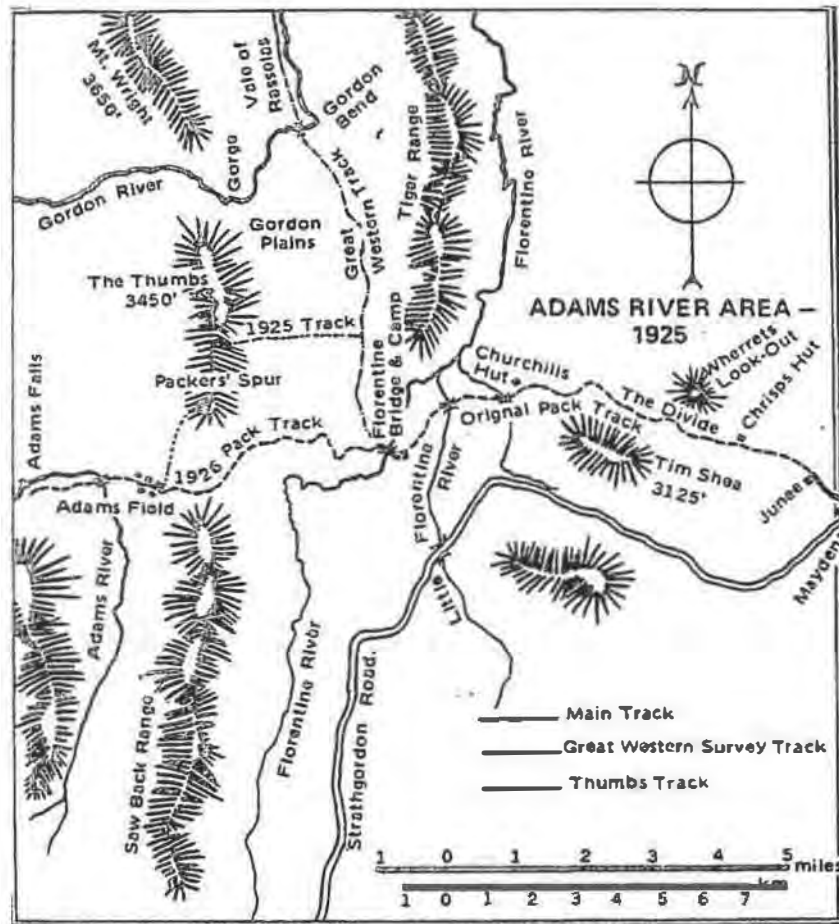 Mt. Wright
3650'
Vale of
Rasselas
Gordon
Bend
Gorge
Gordon River
Great
Western Track
Tiger Range
Florentine River
N
Gordon
Plains
The Thumbs
3450'
ADAMS RIVER AREA –
1925
1925 Track
Florentine
Bridge & Camp
Churchills
Hut
Wherrets
Look-Out
Chrisps Hut
Packers' Spur
The Divide
Orignal Pack Track
Adams Falls
1926 Pack Track
Tim Shea
3125'
Junee
Adams Field
Florentine
River
Mayden
Adams River
Little
Saw Back Range
Florentine River
Strathgordon Road.
Main Track
Great Western Survey Track
Thumbs Track
1 0 1 2 3 4 5 miles
km
1 0 1 2 3 4 5 6 7